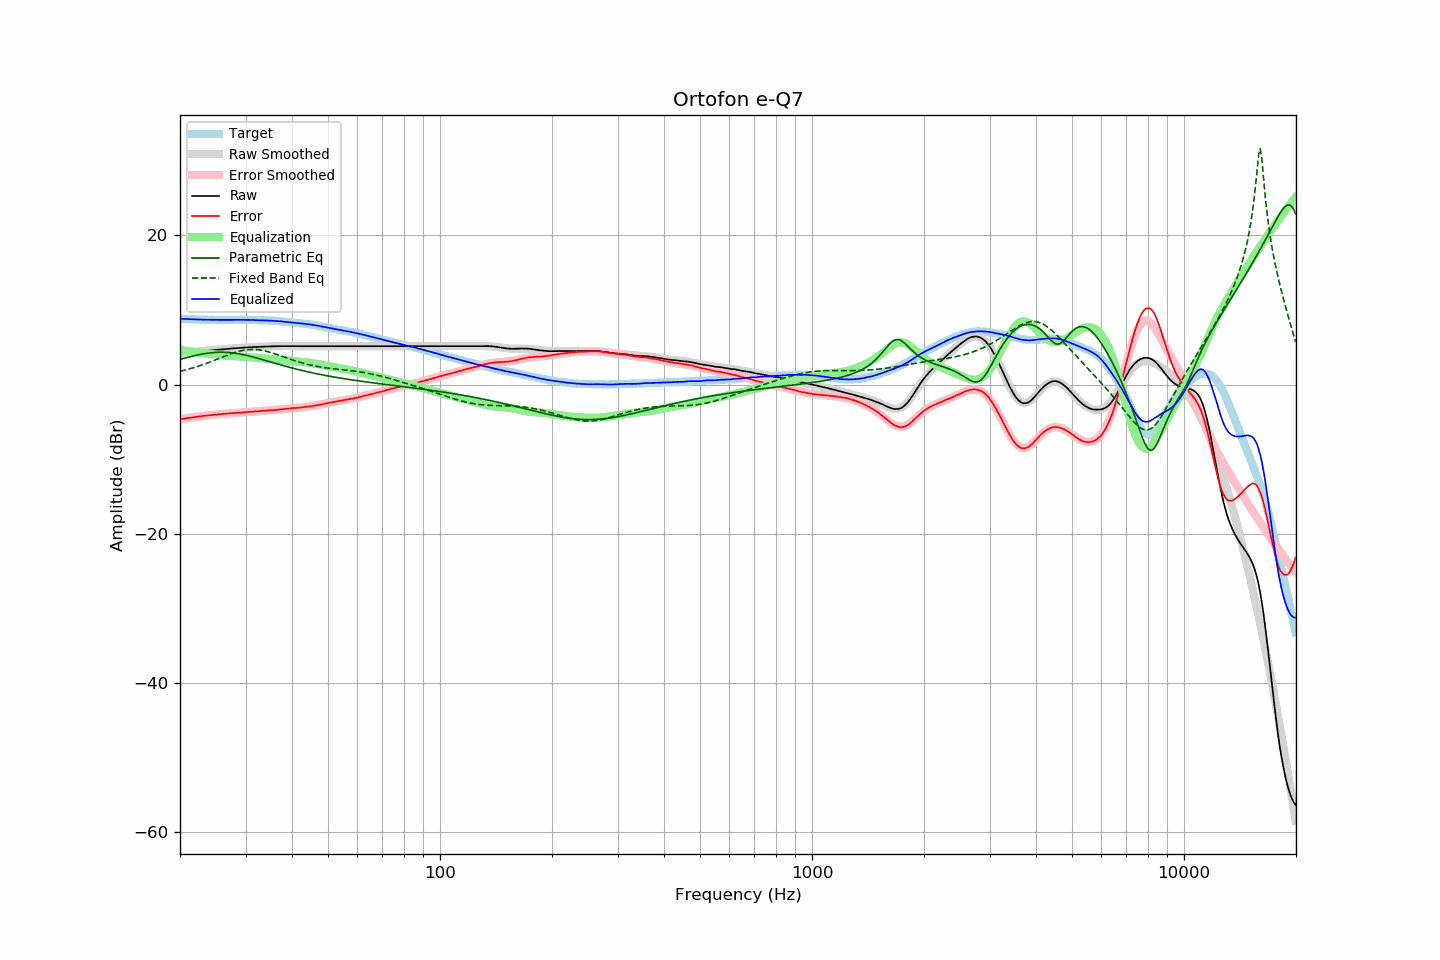 Ortofon e-Q7
Target
Raw Smoothed
Error Smoothed
Raw
Error
Equalization
Parametric Eq
Fixed Band Eq
Equalized
20
0
−20
−40
−60
Amplitude (dBr)
100
1000
10000
Frequency (Hz)